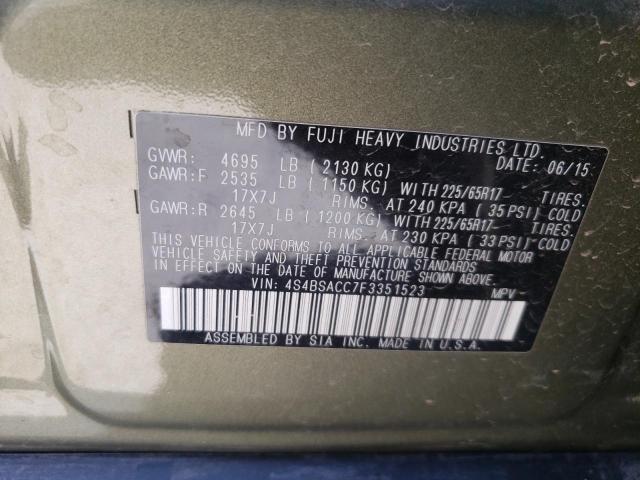 MFD BY FUJI HEAVY INDUSTRIES LTD.
GVWR: 4695 LB ( 2130 KG) DATE: 06/15
GAWR:F 2535 LB ( 1150 KG) WITH 225/65R17 TIRES.
17X7J RIMS. AT 240 KPA ( 35 PSI) COLD
GAWR:R 2645 LB ( 1200 KG) WITH 225/65R17 TIRES.
17X7J RIMS. AT 230 KPA ( 33 PSI) COLD
THIS VEHICLE CONFORMS TO ALL APPLICABLE FEDERAL MOTOR
VEHICLE SAFETY AND BUMPER STANDARDS
IN EFFECT ON THE DATE OF MANUFACTURE SHOWN ABOVE.
VIN: 4S4BSACC7F3351523 MPV
ASSEMBLED BY SIA INC. MADE IN U.S.A.